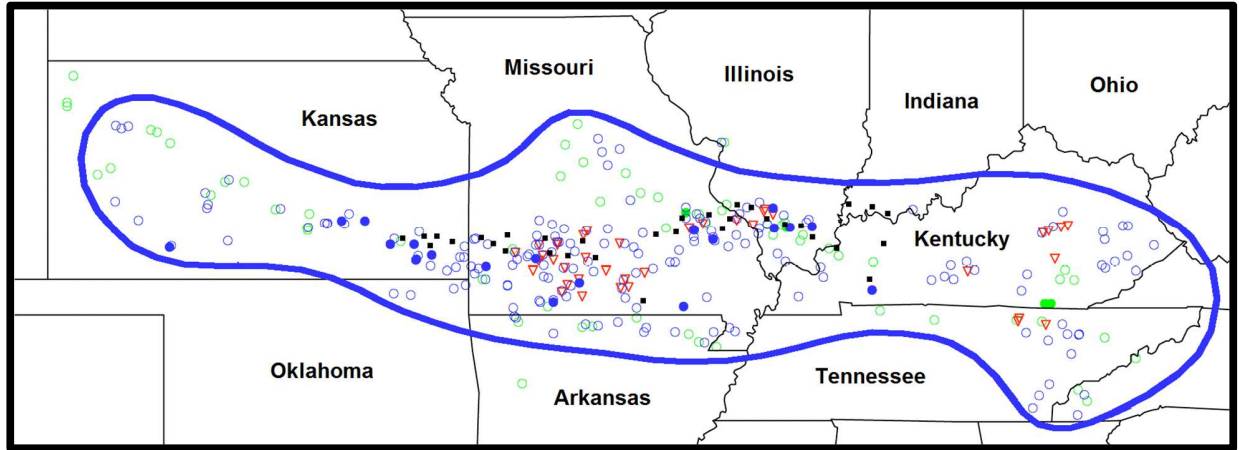 Missouri
Illinois
Ohio
Indiana
Kansas
Kentucky
Oklahoma
Tennessee
Arkansas